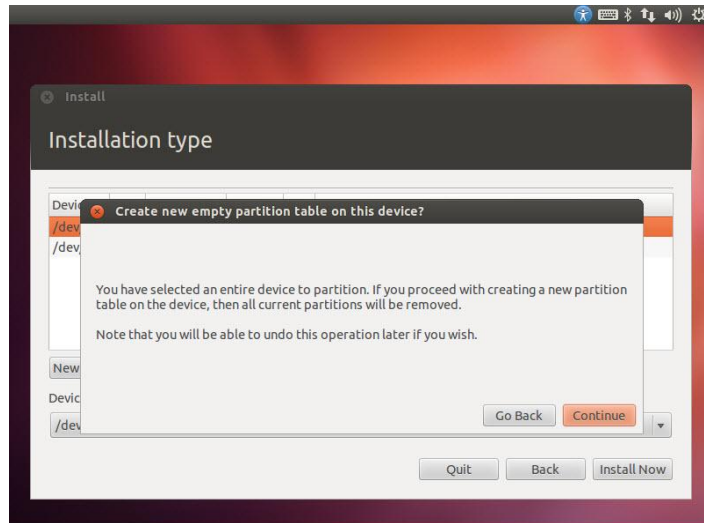 Install
Installation type
Create new empty partition table on this device?
/dev
/dev
You have selected an entire device to partition. If you proceed with creating a new partition
table on the device, then all current partitions will be removed.
Note that you will be able to undo this operation later if you wish.
New
Go Back
Continue
/dev
Quit
Back
Install Now